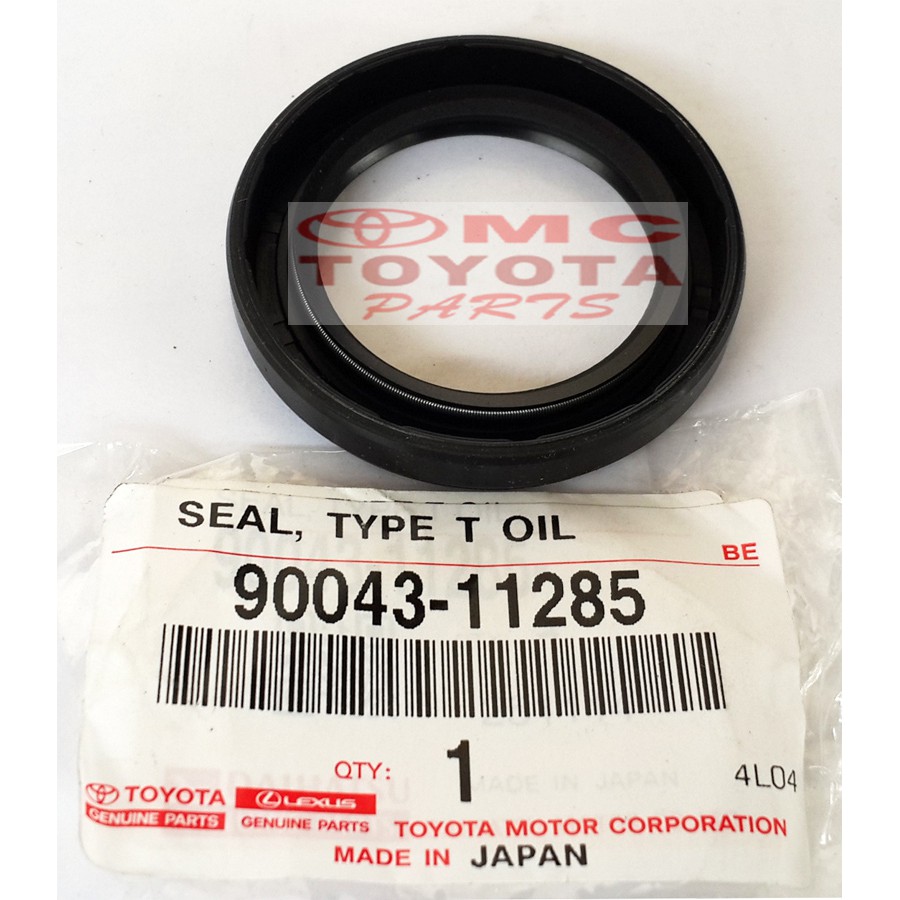 MC
TOYOTA
PARTS
SEAL, TYPE T OIL
BE
90043-11285
QTY: 1
4L04
TOYOTA
GENUINE PARTS
LEXUS
GENUINE PARTS
TOYOTA MOTOR CORPORATION
MADE IN JAPAN
MADE IN JAPAN